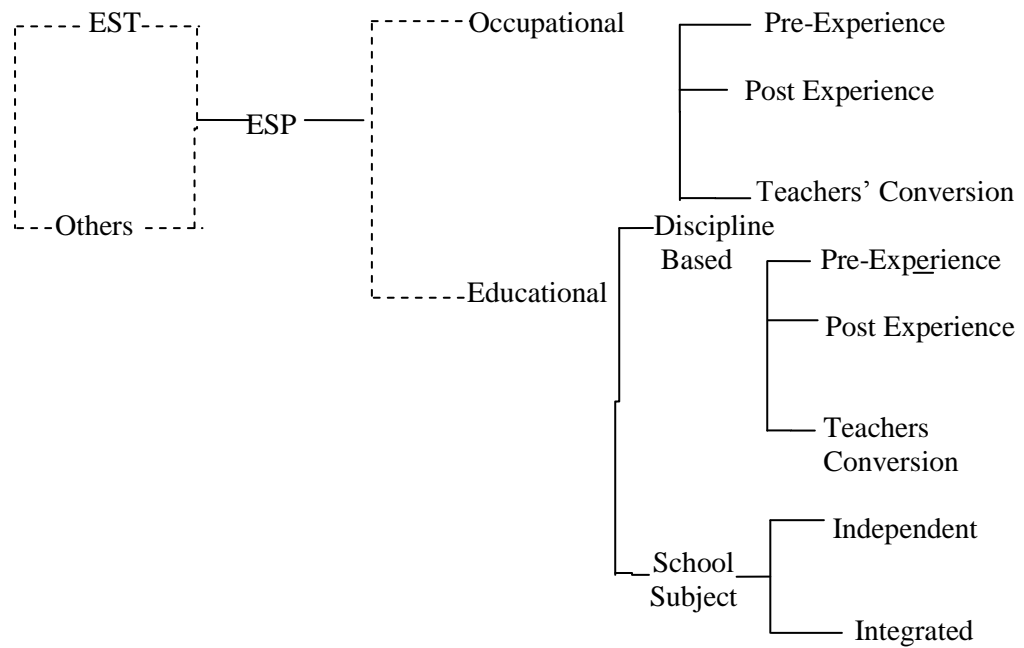 EST
Others
ESP
Occupational
Pre-Experience
Post Experience
Teachers’ Conversion
Educational
Discipline
Based
Pre-Experience
Post Experience
Teachers
Conversion
School
Subject
Independent
Integrated